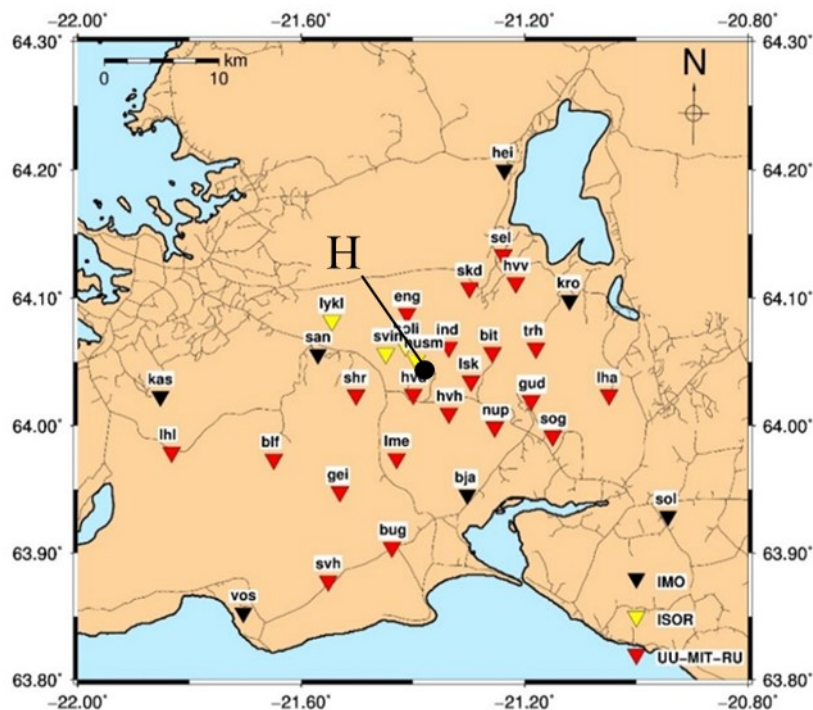 −22.00° −21.60° −21.20° −20.80°
64.30° 64.30°
km
0 10
N
hei
64.20° 64.20°
H
sel
skd hvv
kro
64.10° 64.10°
eng
lykl
san svin ind bit trh
husm
kas shr lsk gud lha
hvh
nup sog
64.00° 64.00°
lhl blf lme
gei bja
sol
63.90° 63.90°
bug
svh
vos
IMO
ISOR
UU−MIT−RU
63.80° 63.80°
−22.00° −21.60° −21.20° −20.80°